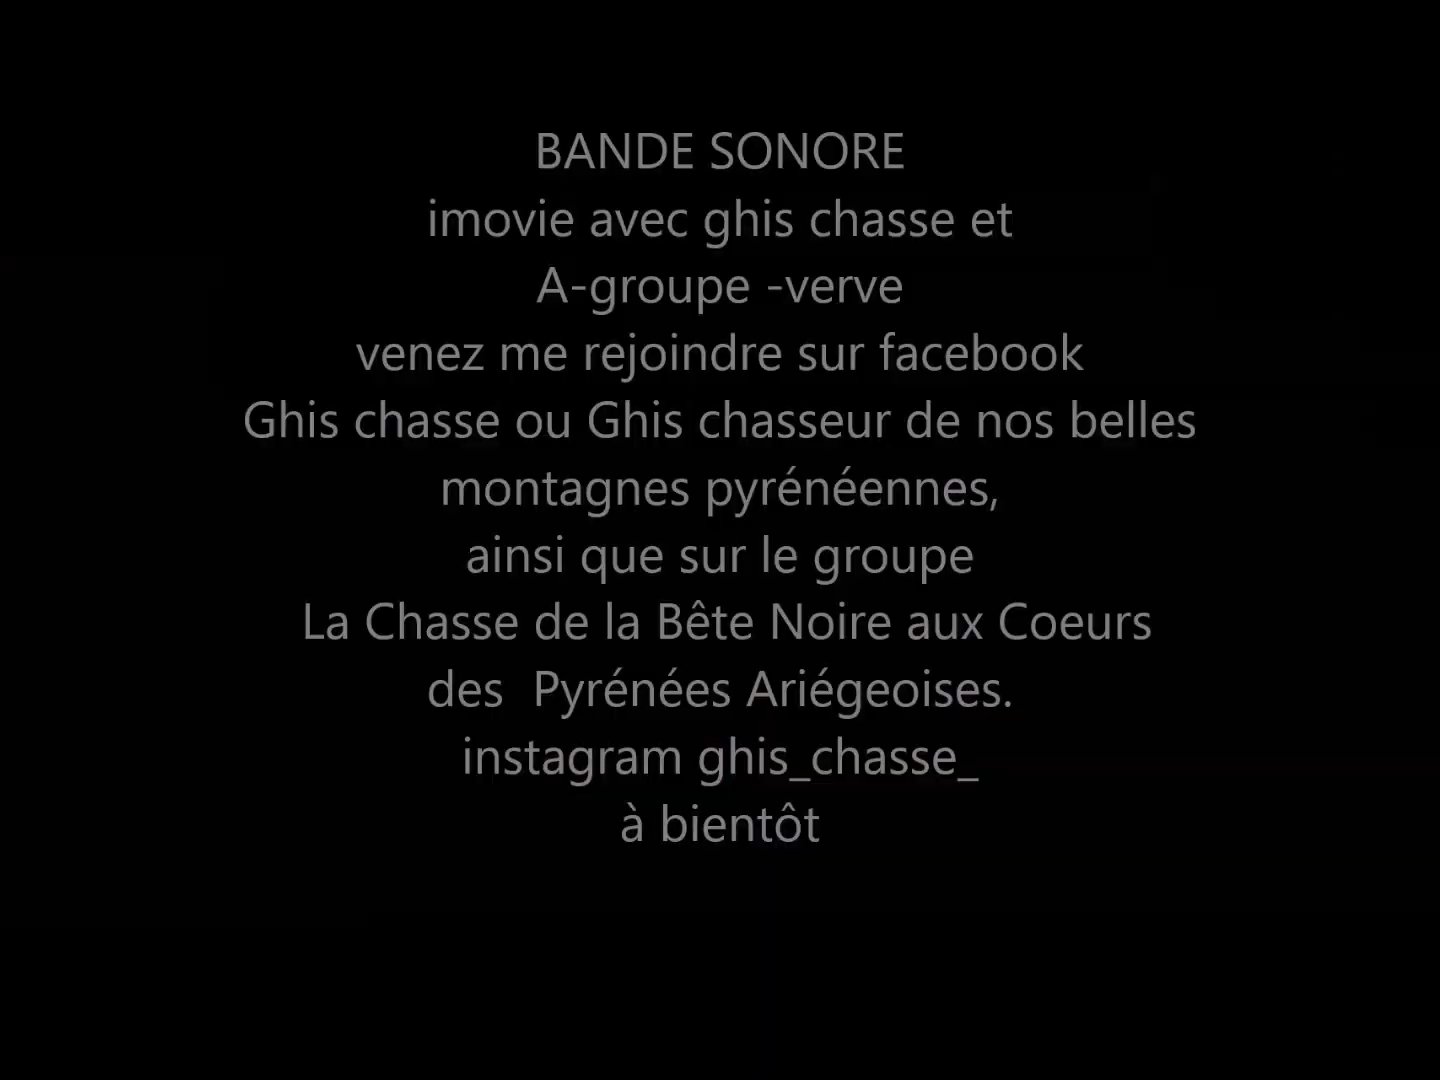 BANDE SONORE
imovie avec ghis chasse et
A-groupe -verve
venez me rejoindre sur facebook
Ghis chasse ou Ghis chasseur de nos belles
montagnes pyrénéennes,
ainsi que sur le groupe
La Chasse de la Bête Noire aux Coeurs
des  Pyrénées Ariégeoises.
instagram ghis_chasse_
à bientôt